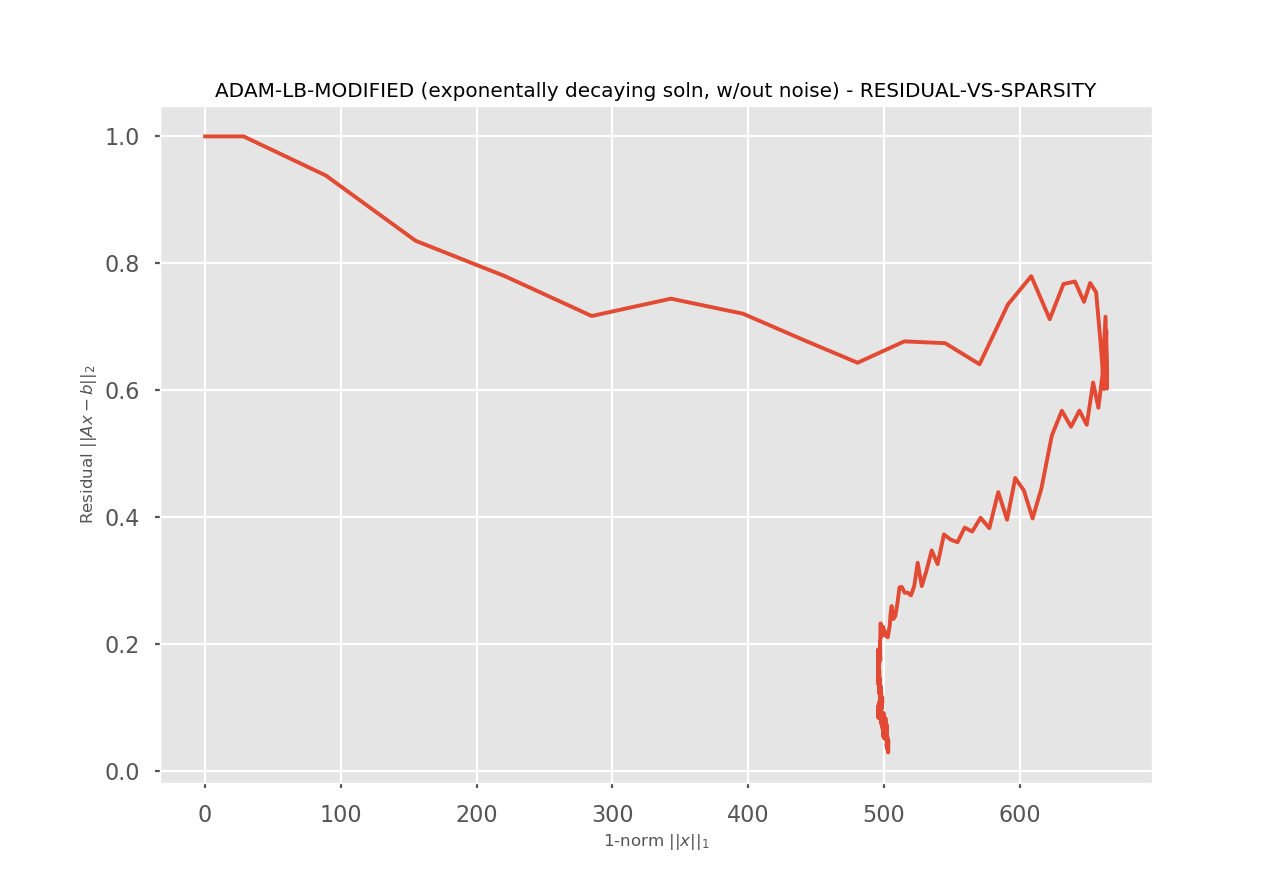 ADAM-LB-MODIFIED (exponentially decaying soln, w/out noise) - RESIDUAL-VS-SPARSITY
1.0
0.8
0.6
0.4
0.2
0.0
Residual ||Ax − b||₂
0 100 200 300 400 500 600
1-norm ||x||₁